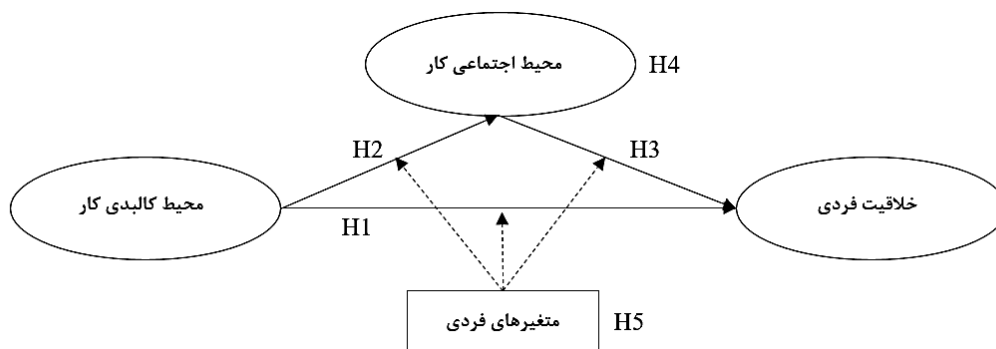 محیط اجتماعی کار
H4
H2
H3
محیط کالبدی کار
خلاقیت فردی
H1
متغیرهای فردی
H5